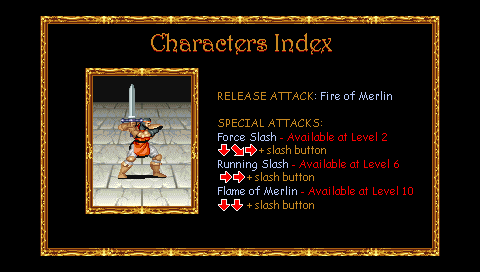 Characters Index
RELEASE ATTACK: Fire of Merlin
SPECIAL ATTACKS:
Force Slash - Available at Level 2
+ slash button
Running Slash - Available at Level 6
+ slash button
Flame of Merlin - Available at Level 10
+ slash button